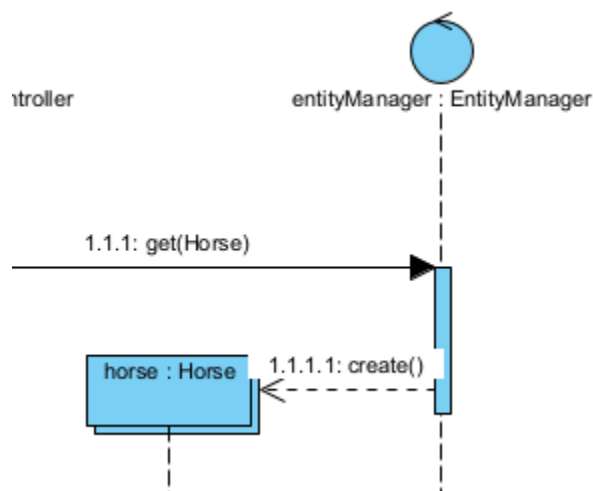 ntroller
entityManager : EntityManager
1.1.1: get(Horse)
horse : Horse
1.1.1.1: create()